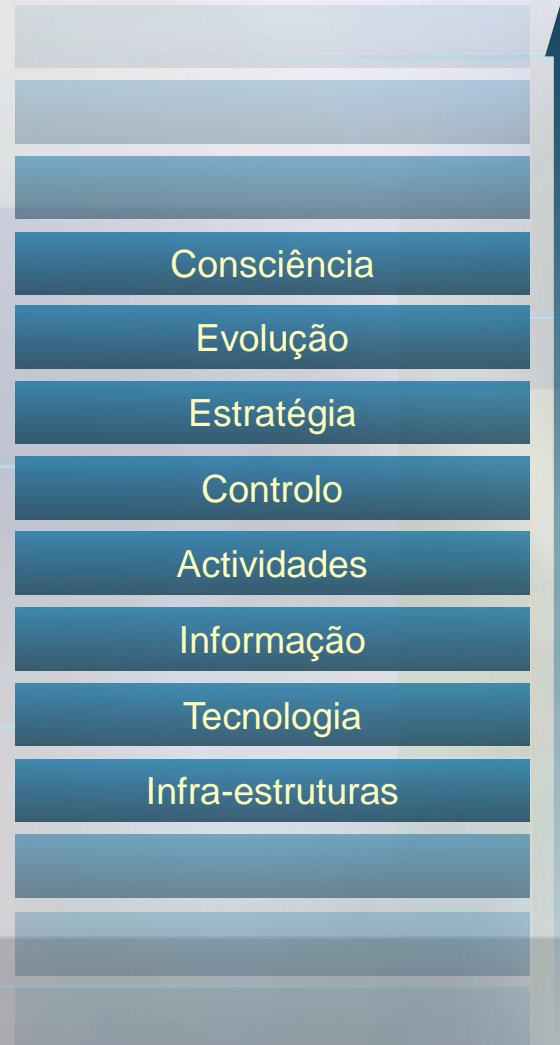 Consciência
Evolução
Estratégia
Controlo
Actividades
Informação
Tecnologia
Infra-estruturas